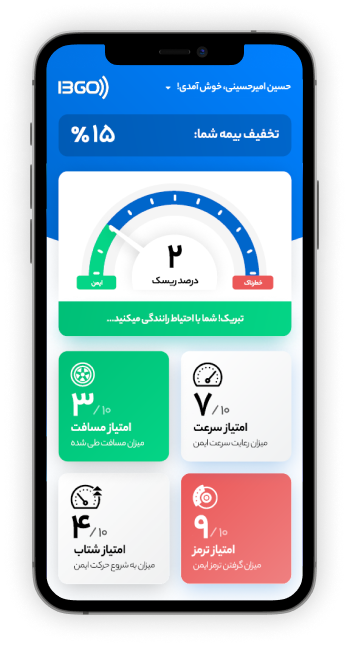 13GO
حسین امیرحسینی، خوش آمدی!
تخفیف بیمه شما:
% ۱۵
۲
درصد ریسک
ایمن
خطرناک
تبریک! شما با احتیاط رانندگی میکنید...
۳/۱۰
امتیاز مسافت
میزان مسافت طی شده
۷/۱۰
امتیاز سرعت
میزان رعایت سرعت ایمن
۴/۱۰
امتیاز شتاب
میزان به شروع حرکت ایمن
۹/۱۰
امتیاز ترمز
میزان گرفتن ترمز ایمن